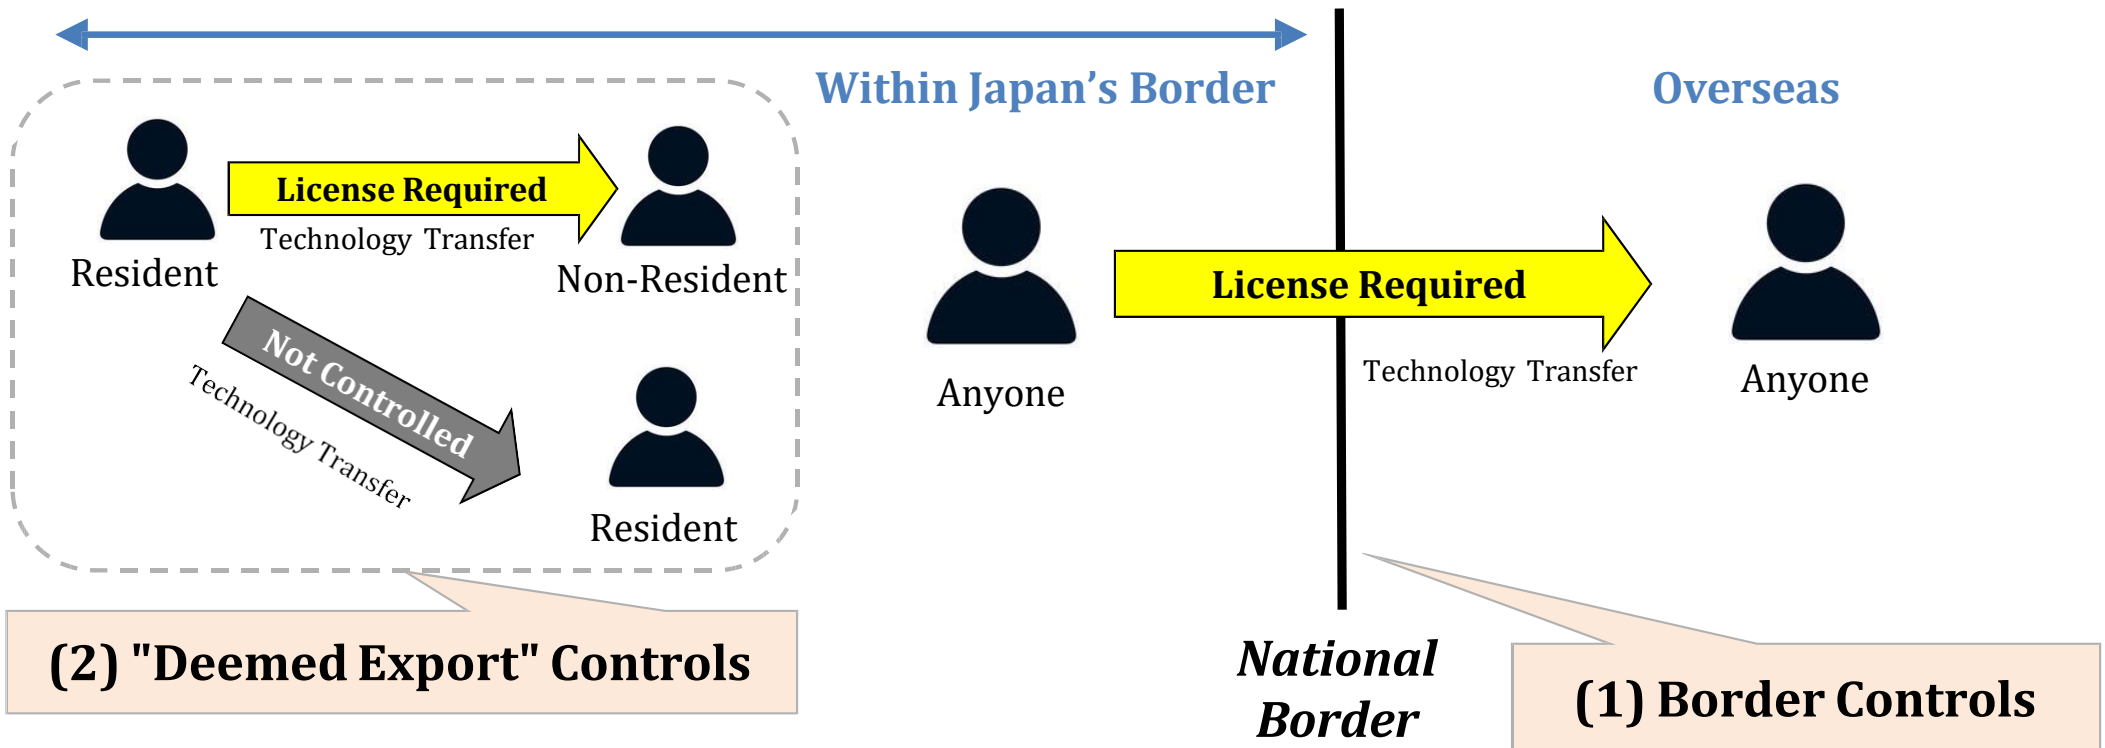 Within Japan's Border
Overseas
License Required
Technology Transfer
Resident
Non-Resident
Not Controlled
Technology Transfer
Resident
License Required
Technology Transfer
Anyone
Anyone
(2) "Deemed Export" Controls
National
Border
(1) Border Controls